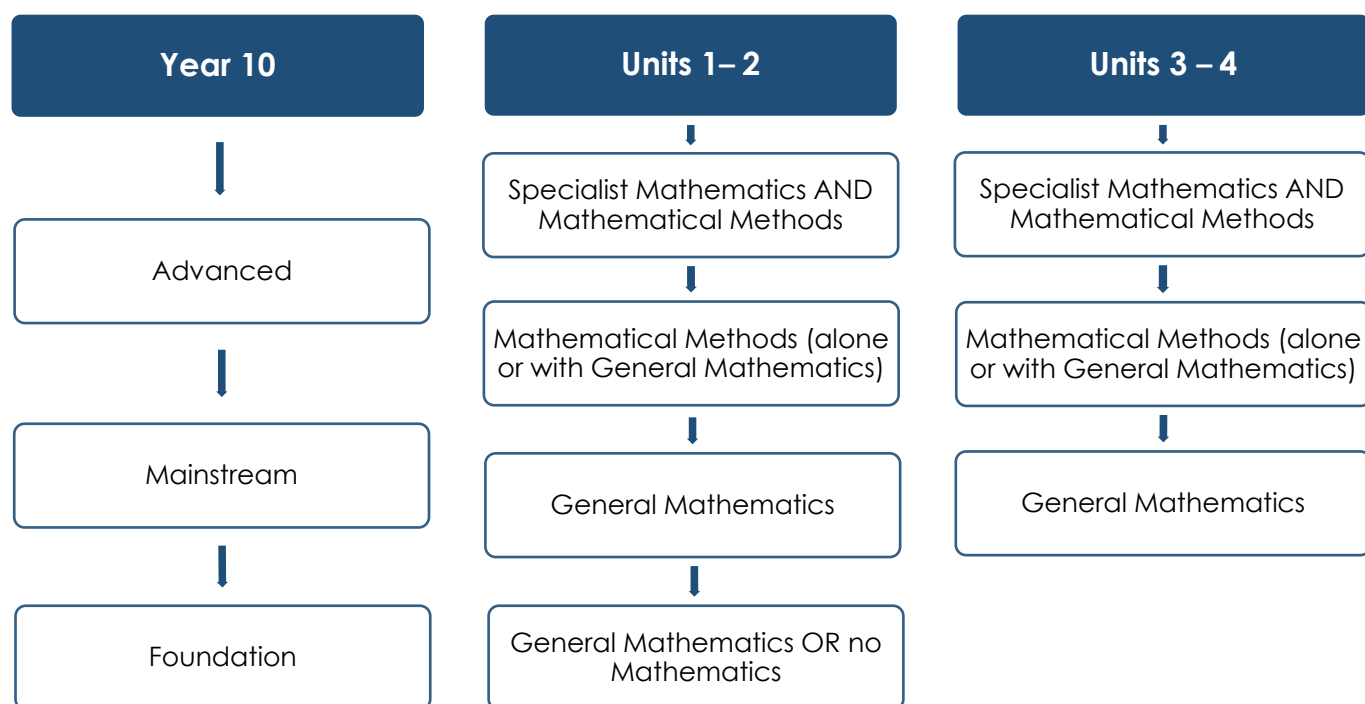 Year 10
Advanced
Mainstream
Foundation
Units 1– 2
Specialist Mathematics AND
Mathematical Methods
Mathematical Methods (alone
or with General Mathematics)
General Mathematics
General Mathematics OR no
Mathematics
Units 3 – 4
Specialist Mathematics AND
Mathematical Methods
Mathematical Methods (alone
or with General Mathematics)
General Mathematics